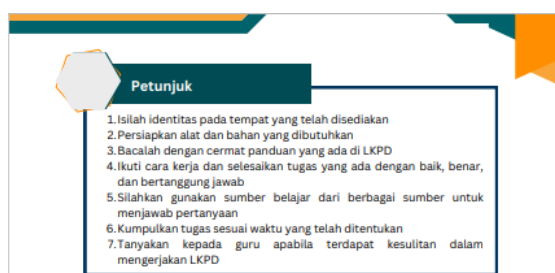 Petunjuk
1.Isilah identitas pada tempat yang telah disediakan
2.Persiapkan alat dan bahan yang dibutuhkan
3.Bacalah dengan cermat panduan yang ada di LKPD
4.Ikuti cara kerja dan selesaikan tugas yang ada dengan baik, benar,
dan bertanggung jawab
5.Silahkan gunakan sumber belajar dari berbagai sumber untuk
menjawab pertanyaan
6.Kumpulkan tugas sesuai waktu yang telah ditentukan
7.Tanyakan kepada guru apabila terdapat kesulitan dalam
mengerjakan LKPD